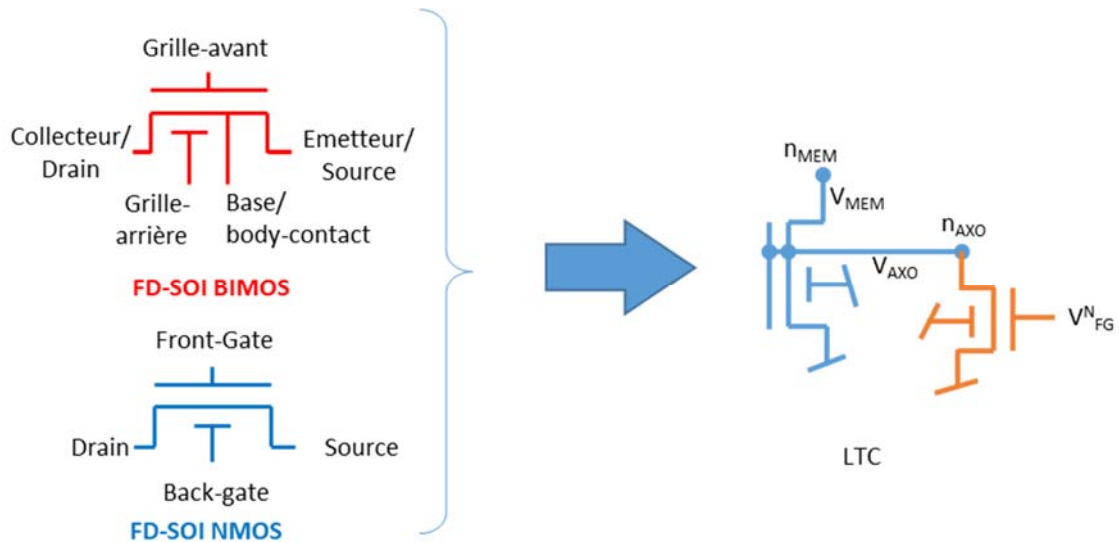 Grille-avant
Collecteur/
Drain
Emetteur/
Source
Grille-
arrière
Base/
body-contact
FD-SOI BIMOS
Front-Gate
Drain
Source
Back-gate
FD-SOI NMOS
nMEM
VMEM
nAXO
VAXO
VNFG
LTC